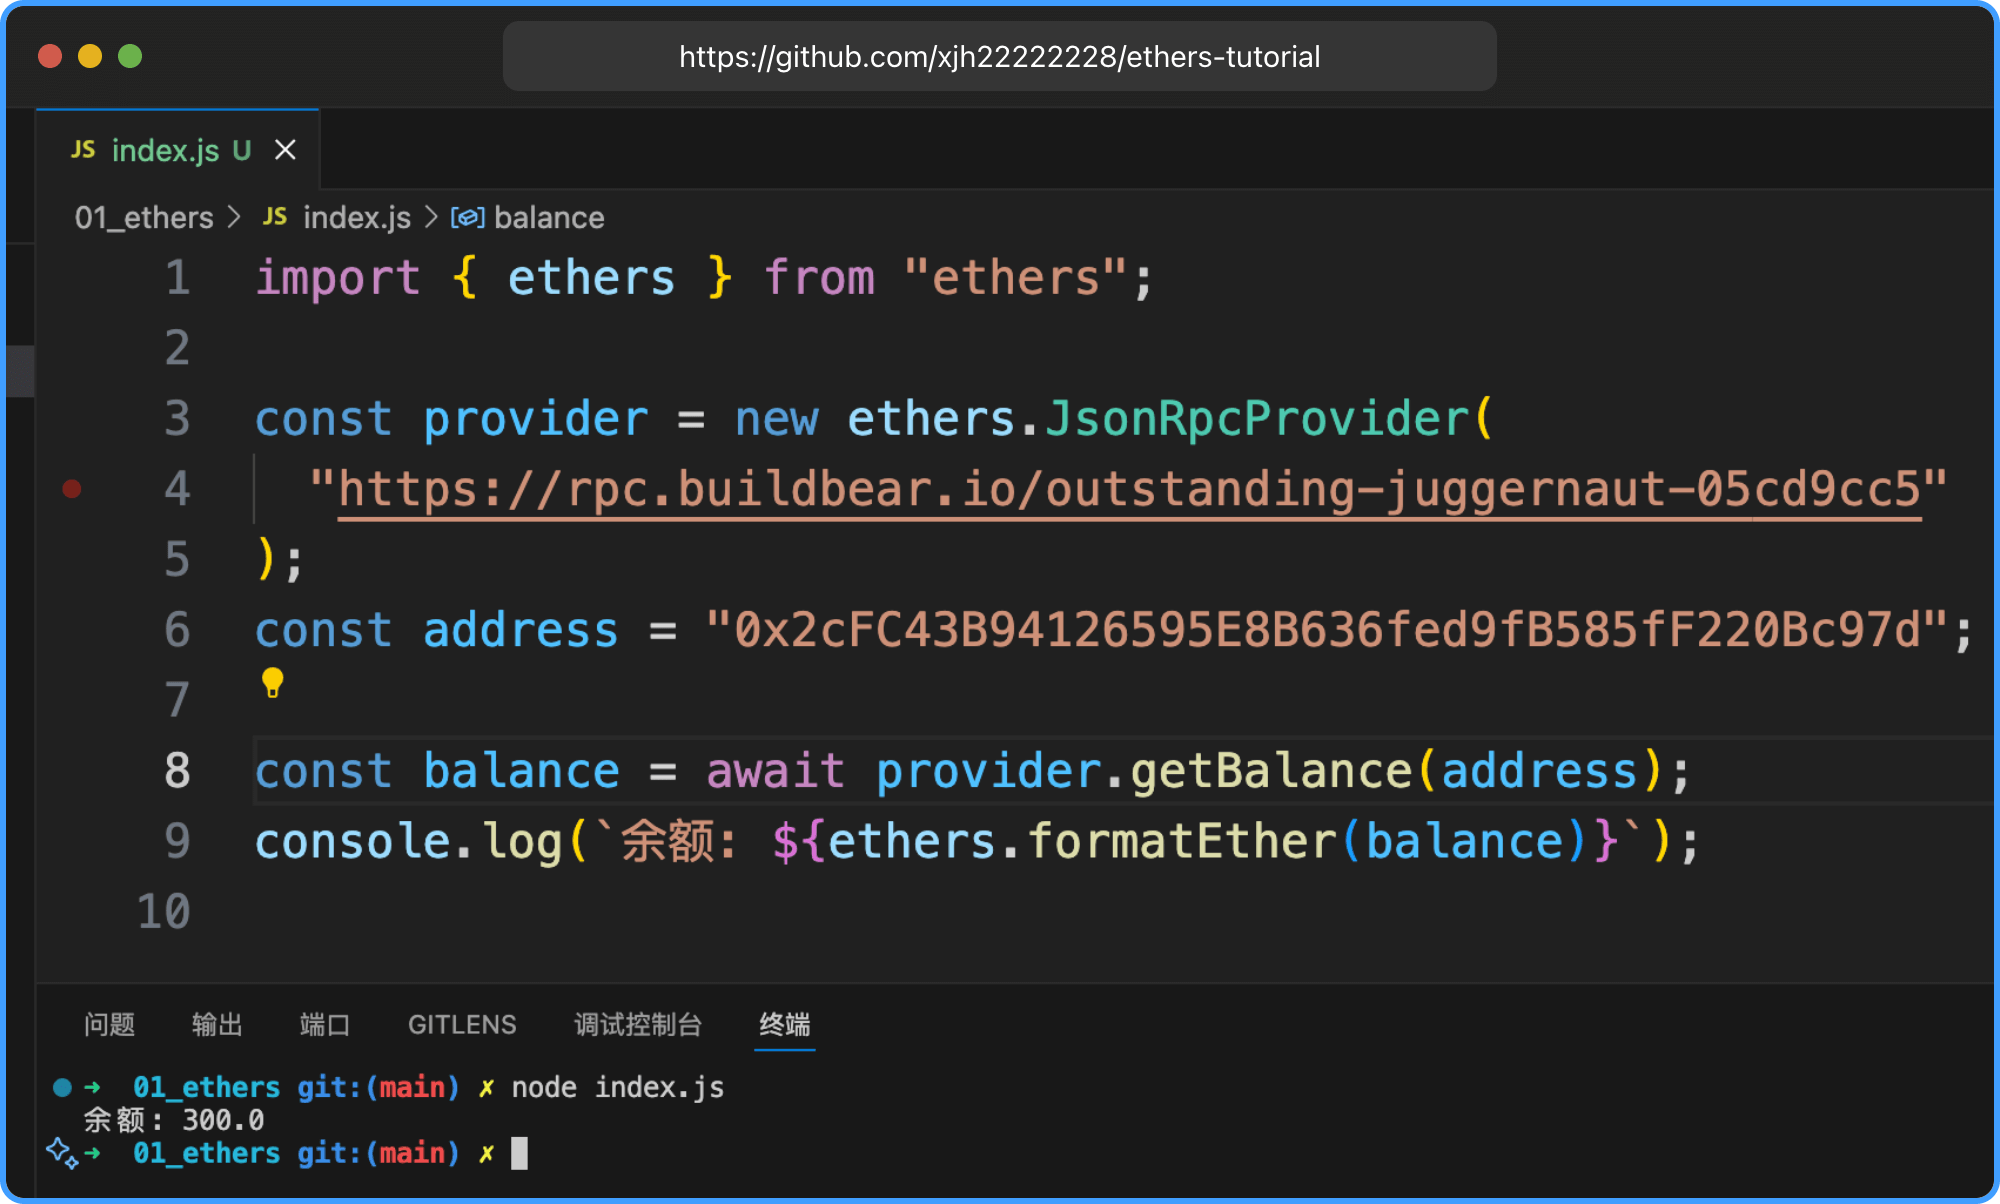 https://github.com/xjh22222228/ethers-tutorial
JS index.js U
01_ethers > JS index.js > balance
1 import { ethers } from "ethers";
2
3 const provider = new ethers.JsonRpcProvider(
4 "https://rpc.buildbear.io/outstanding-juggernaut-05cd9cc5"
5 );
6 const address = "0x2cFC43B94126595E8B636fed9fB585fF220Bc97d";
7
8 const balance = await provider.getBalance(address);
9 console.log(`余额: ${ethers.formatEther(balance)}`);
10
问题 输出 端口 GITLENS 调试控制台 终端
➜ 01_ethers git:(main) ✗ node index.js
余额: 300.0
➜ 01_ethers git:(main) ✗